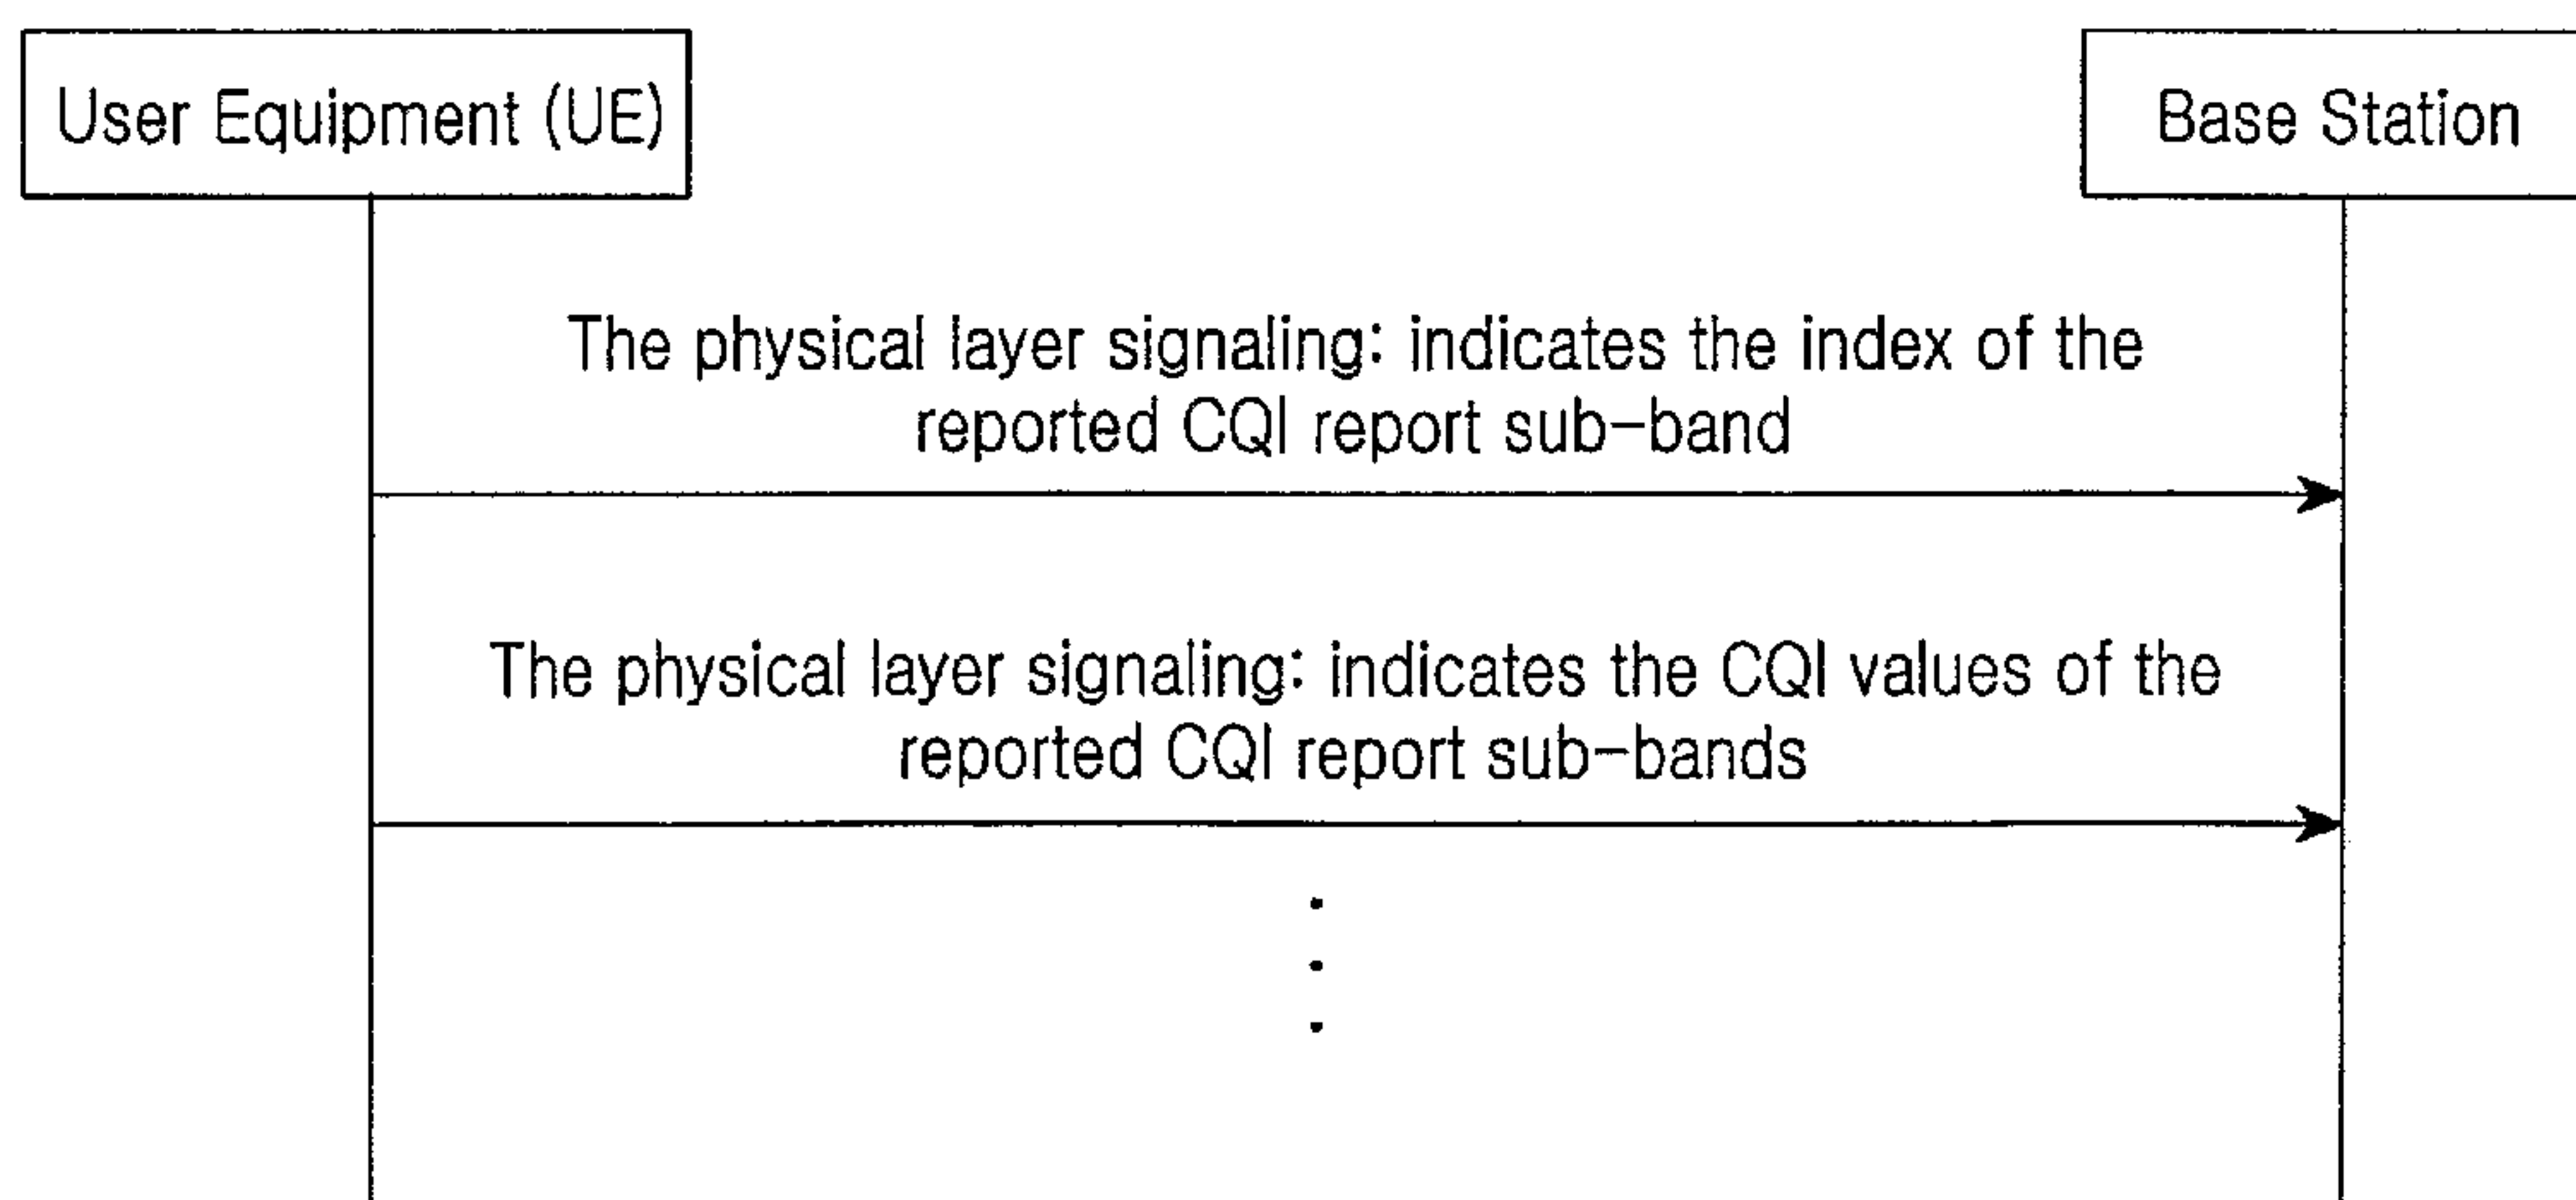 User Equipment (UE)
Base Station
The physical layer signaling: indicates the index of the
reported CQI report sub-band
The physical layer signaling: indicates the CQI values of the
reported CQI report sub-bands